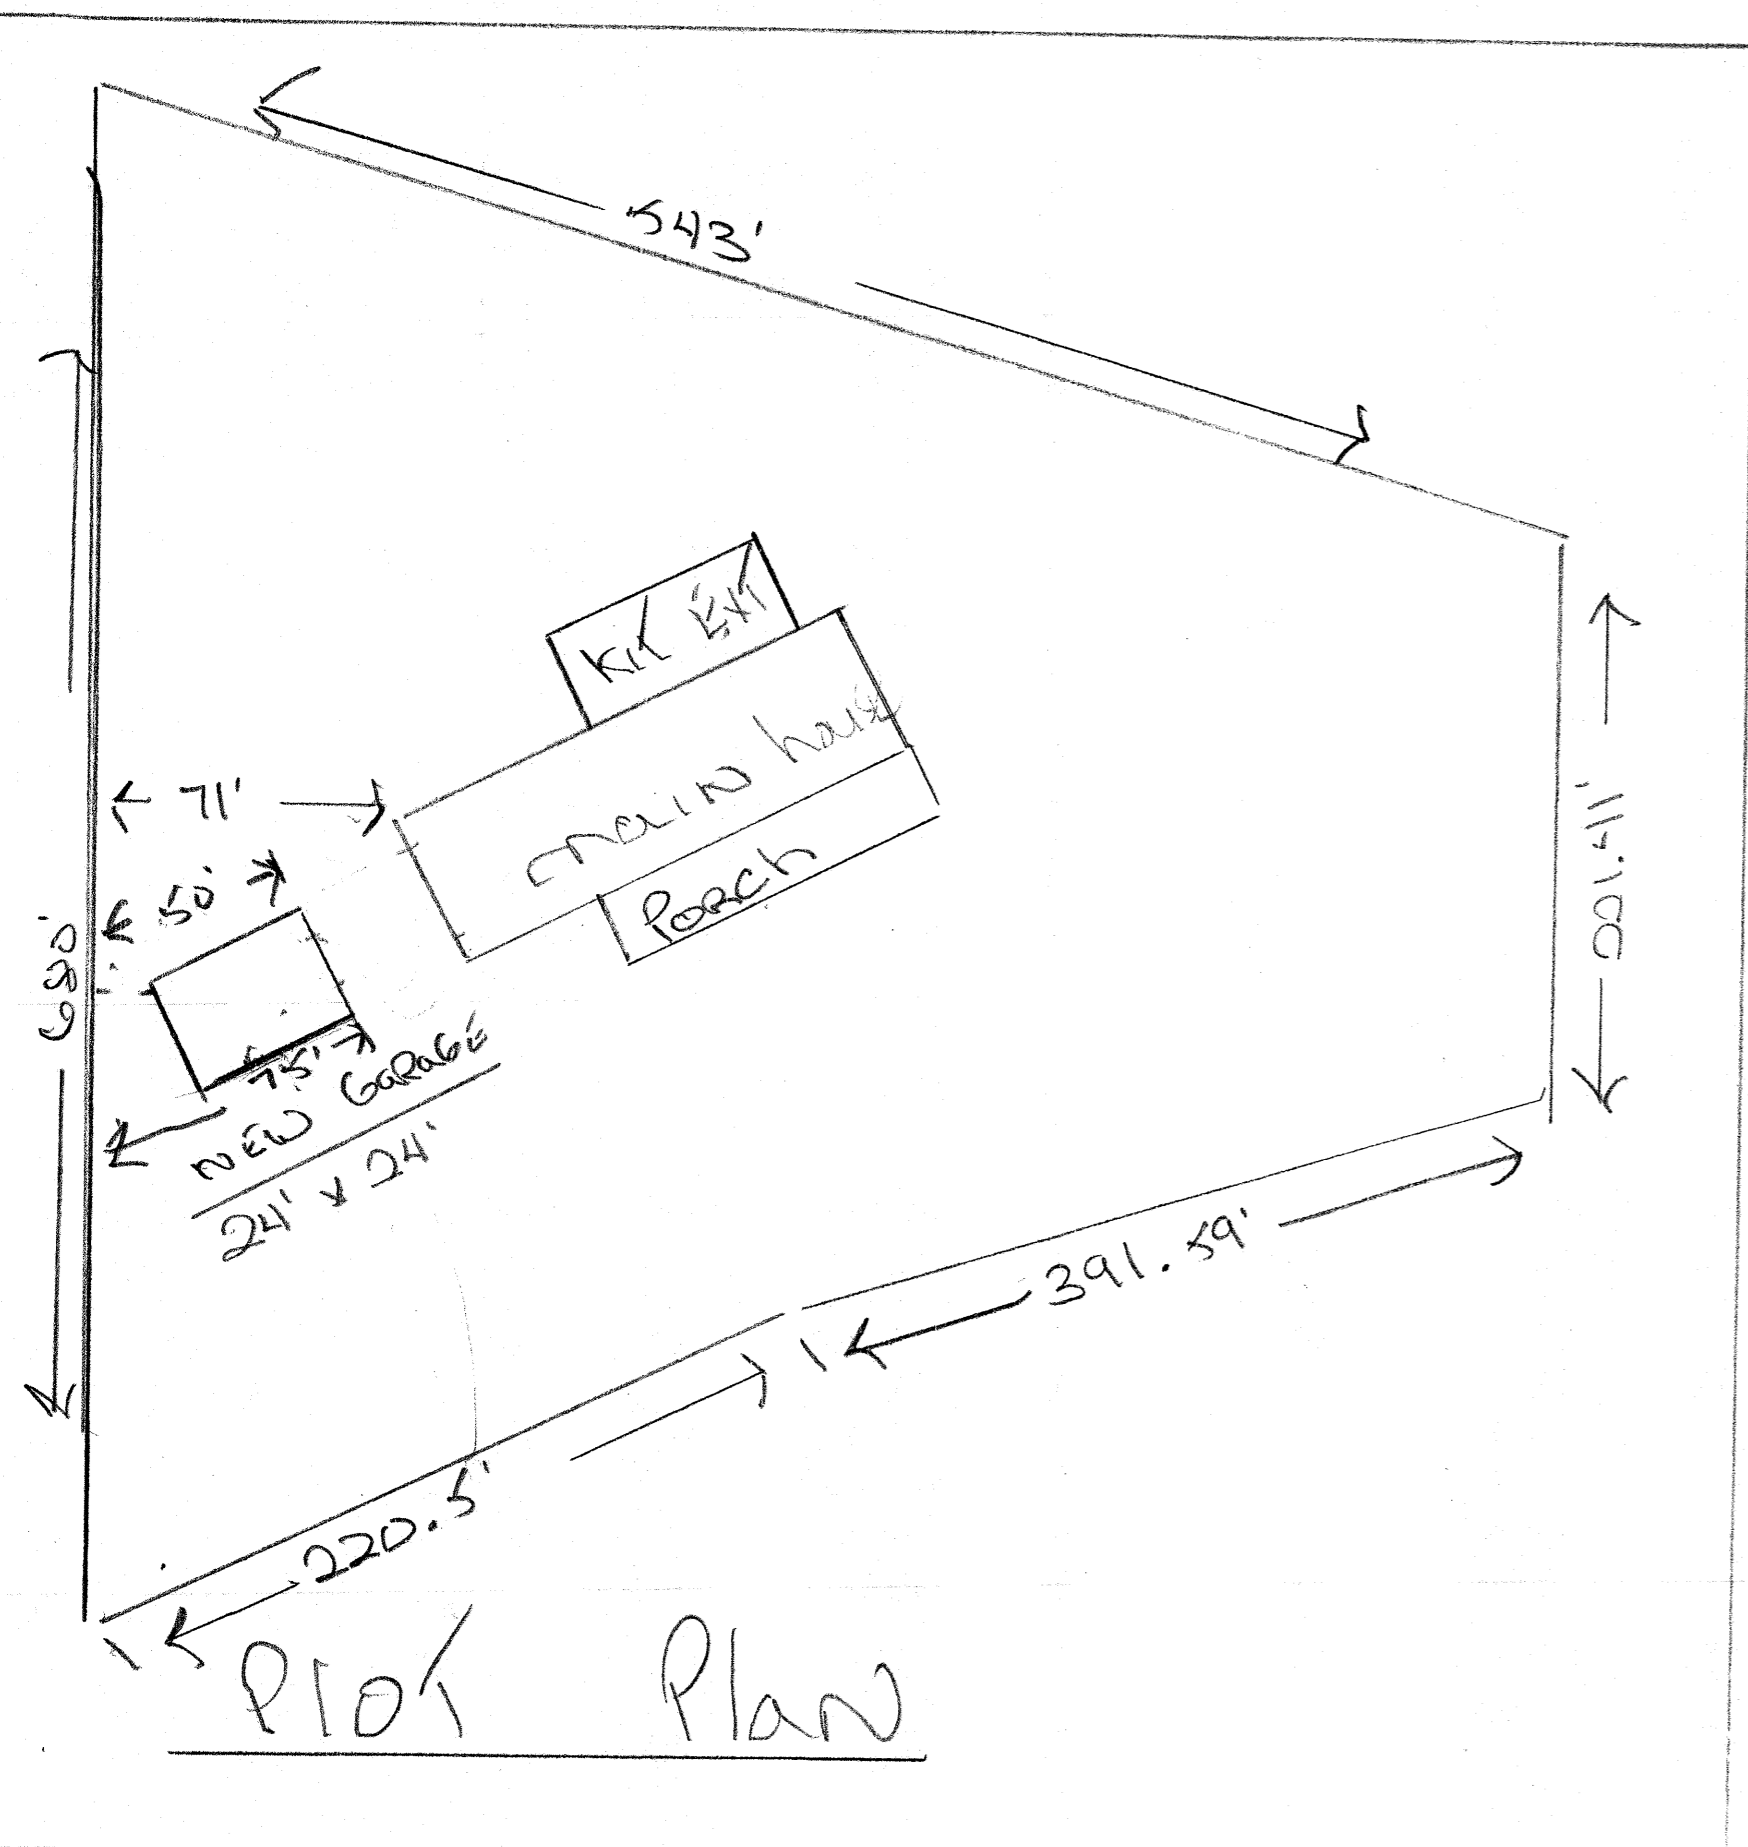 543'
KIT EXT
main house
Porch
71'
50'
680'
75'
NEW GARAGE
24' x 24'
391.59'
220.5'
Plot Plan